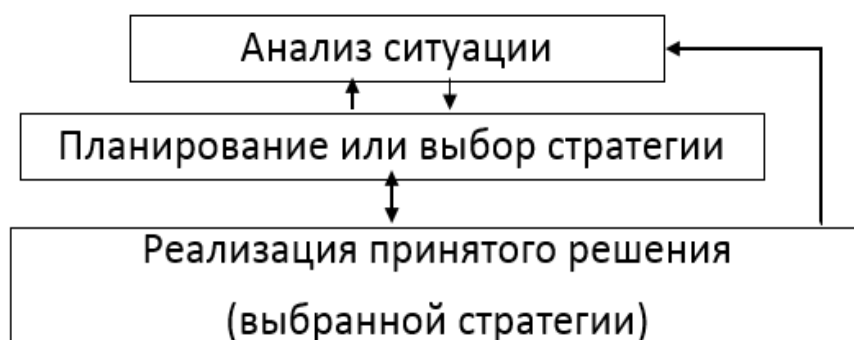 Анализ ситуации
Планирование или выбор стратегии
Реализация принятого решения
(выбранной стратегии)